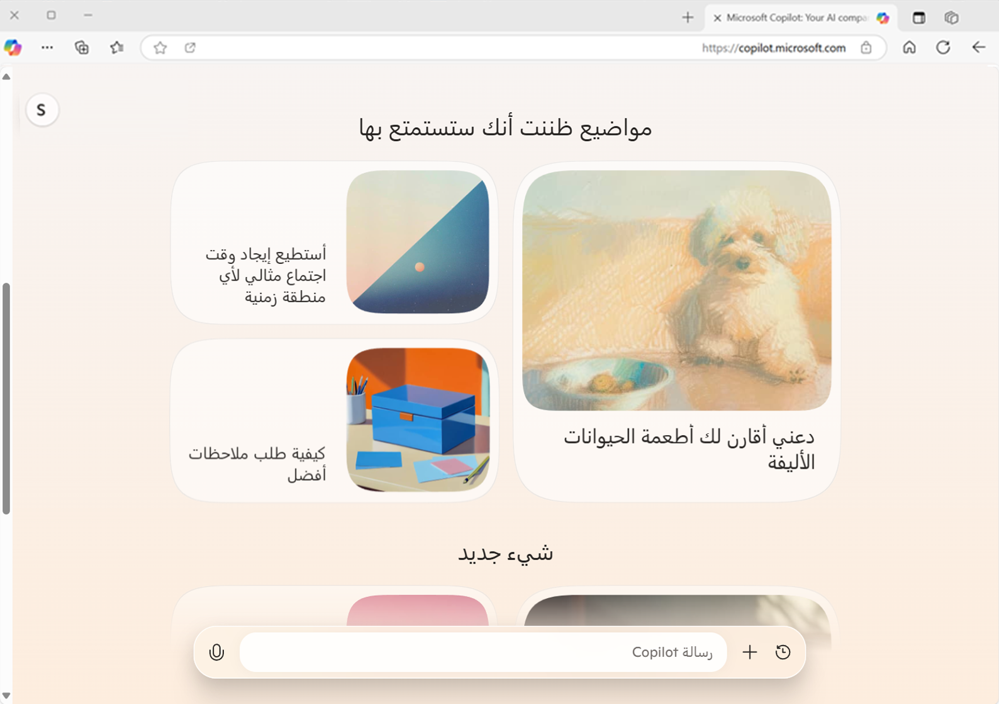 Microsoft Copilot: Your AI compa
https://copilot.microsoft.com
S
مواضيع ظننت أنك ستستمتع بها
دعني أقارن لك أطعمة الحيوانات
الأليفة
أستطيع إيجاد وقت
اجتماع مثالي لأي
منطقة زمنية
كيفية طلب ملاحظات
أفضل
شيء جديد
رسالة Copilot